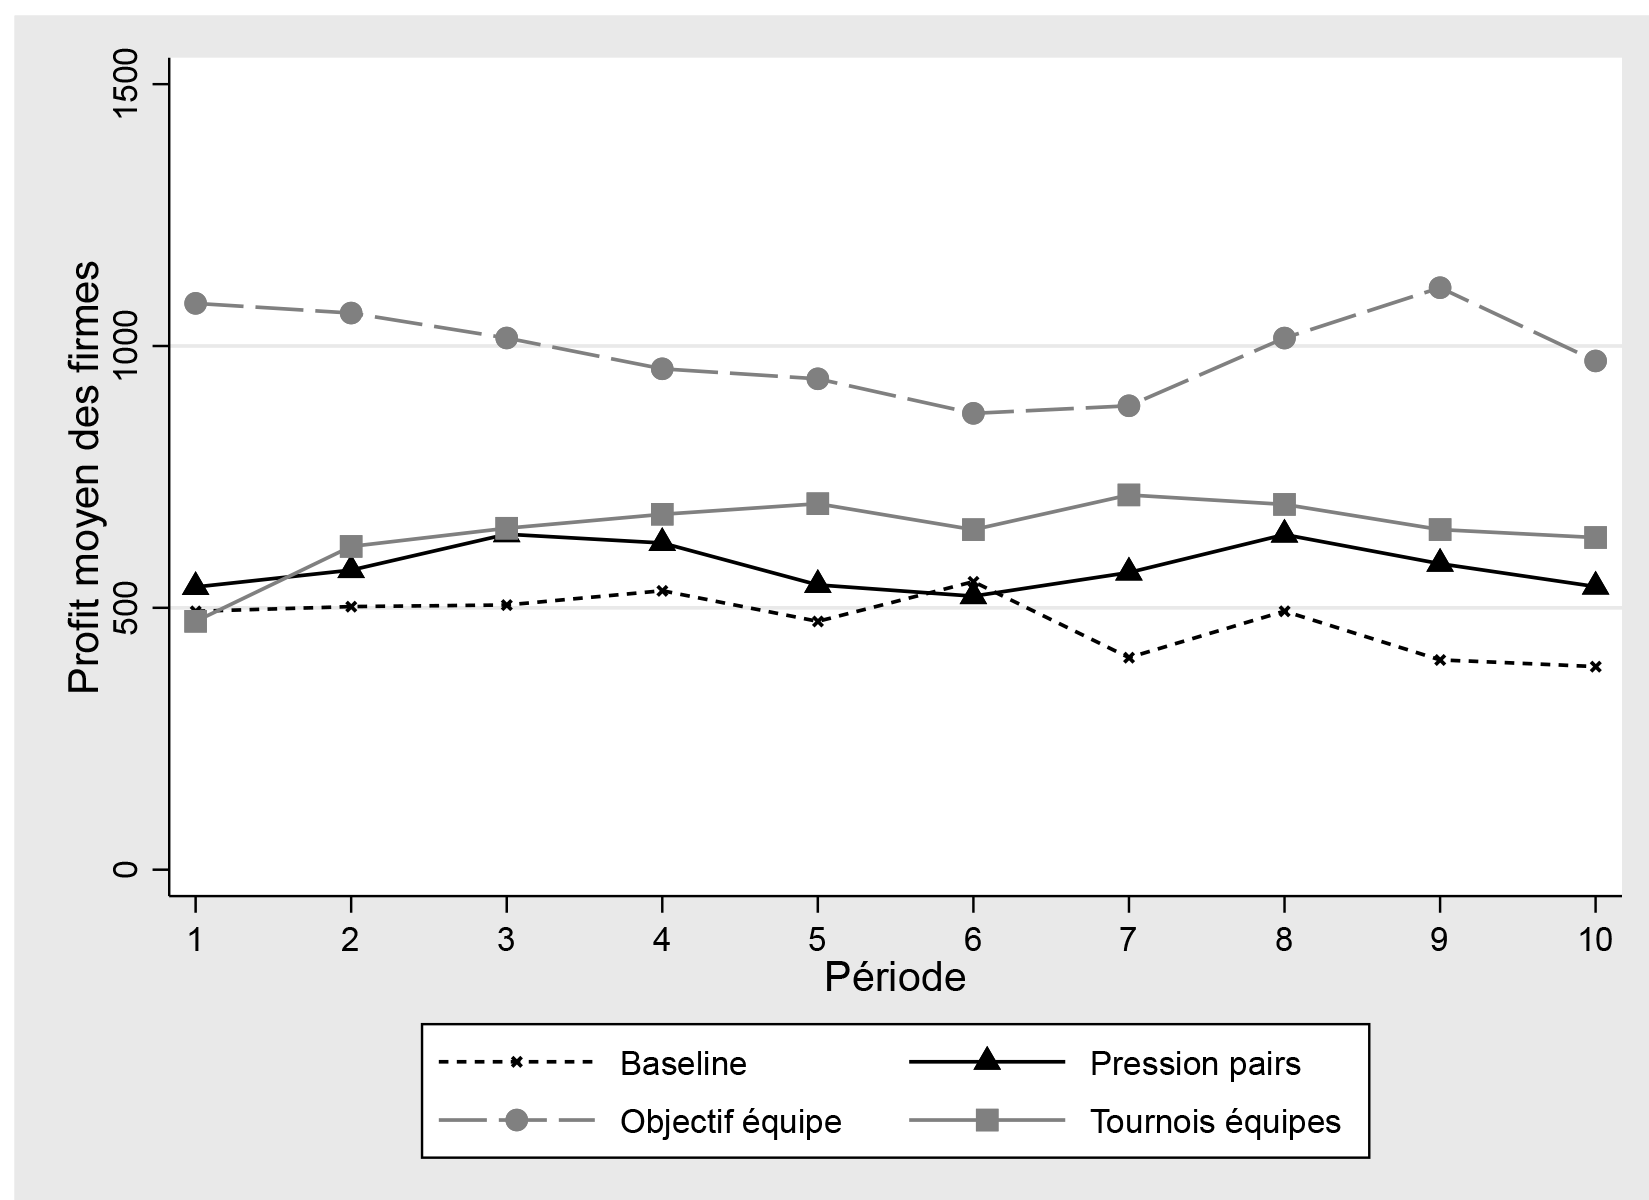 Profit moyen des firmes
1500
1000
500
0
1 2 3 4 5 6 7 8 9 10
Période
Baseline
Pression pairs
Objectif équipe
Tournois équipes